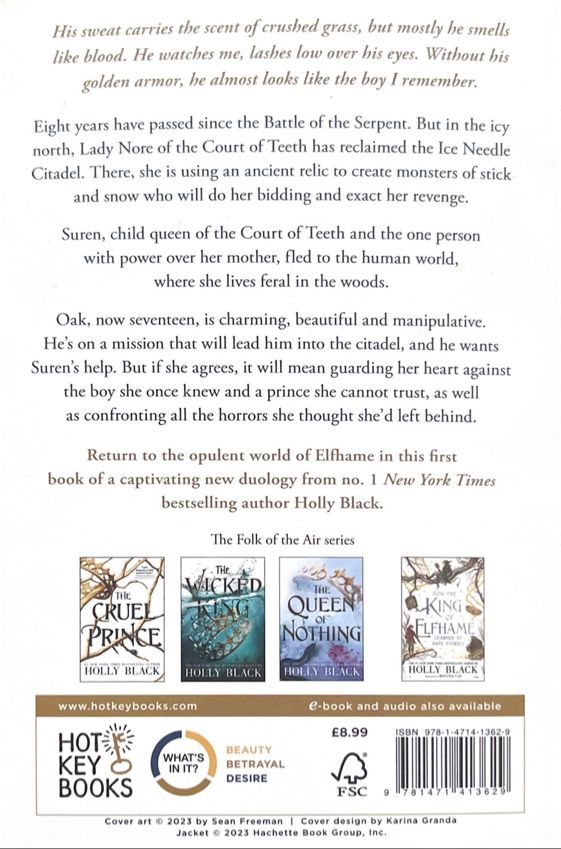 His sweat carries the scent of crushed grass, but mostly he smells
like blood. He watches me, lashes low over his eyes. Without his
golden armor, he almost looks like the boy I remember.
Eight years have passed since the Battle of the Serpent. But in the icy
north, Lady Nore of the Court of Teeth has reclaimed the Ice Needle
Citadel. There, she is using an ancient relic to create monsters of stick
and snow who will do her bidding and exact her revenge.
Suren, child queen of the Court of Teeth and the one person
with power over her mother, fled to the human world,
where she lives feral in the woods.
Oak, now seventeen, is charming, beautiful and manipulative.
He's on a mission that will lead him into the citadel, and he wants
Suren's help. But if she agrees, it will mean guarding her heart against
the boy she once knew and a prince she cannot trust, as well
as confronting all the horrors she thought she'd left behind.
Return to the opulent world of Elfhame in this first
book of a captivating new duology from no. 1 New York Times
bestselling author Holly Black.
The Folk of the Air series
THE
CRUEL
PRINCE
HOLLY BLACK
THE
WICKED
KING
HOLLY BLACK
THE
QUEEN
OF
NOTHING
HOLLY BLACK
HOW THE
KING
OF
ELFHAME
LEARNED TO
HATE STORIES
HOLLY BLACK
www.hotkeybooks.com
e-book and audio also available
HOT
KEY
BOOKS
WHAT'S
IN IT?
BEAUTY
BETRAYAL
DESIRE
£8.99
FSC
ISBN 978-1-4714-1362-9
9 781471 413629
Cover art © 2023 by Sean Freeman | Cover design by Karina Granda
Jacket © 2023 Hachette Book Group, Inc.